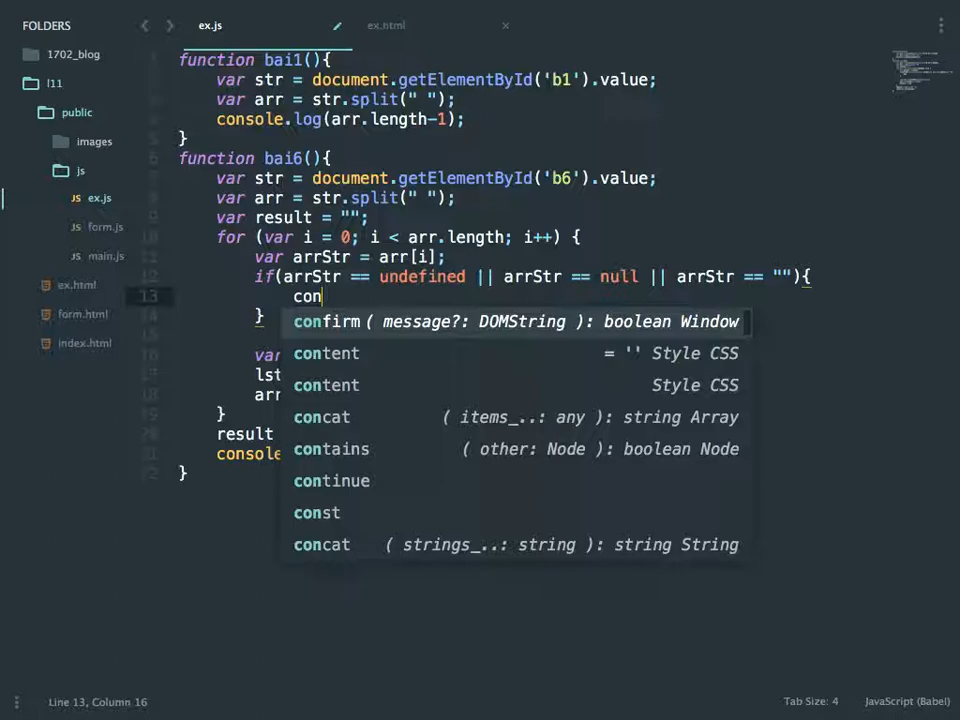 FOLDERS
1702_blog
l11
public
images
js
ex.js
form.js
main.js
ex.html
form.html
index.html
ex.js
ex.html
function bai1(){
var str = document.getElementById('b1').value;
var arr = str.split(" ");
console.log(arr.length-1);
}
function bai6(){
var str = document.getElementById('b6').value;
var arr = str.split(" ");
var result = "";
10 for (var i = 0; i < arr.length; i++) {
11 var arrStr = arr[i];
12 if(arrStr == undefined || arrStr == null || arrStr == ""){
13 con
}
var
lst
arr
}
result
console
}
confirm ( message?: DOMString ): boolean Window
content = '' Style CSS
content Style CSS
concat ( items_..: any ): string Array
contains ( other: Node ): boolean Node
continue
const
concat ( strings_..: string ): string String
Line 13, Column 16
Tab Size: 4
JavaScript (Babel)